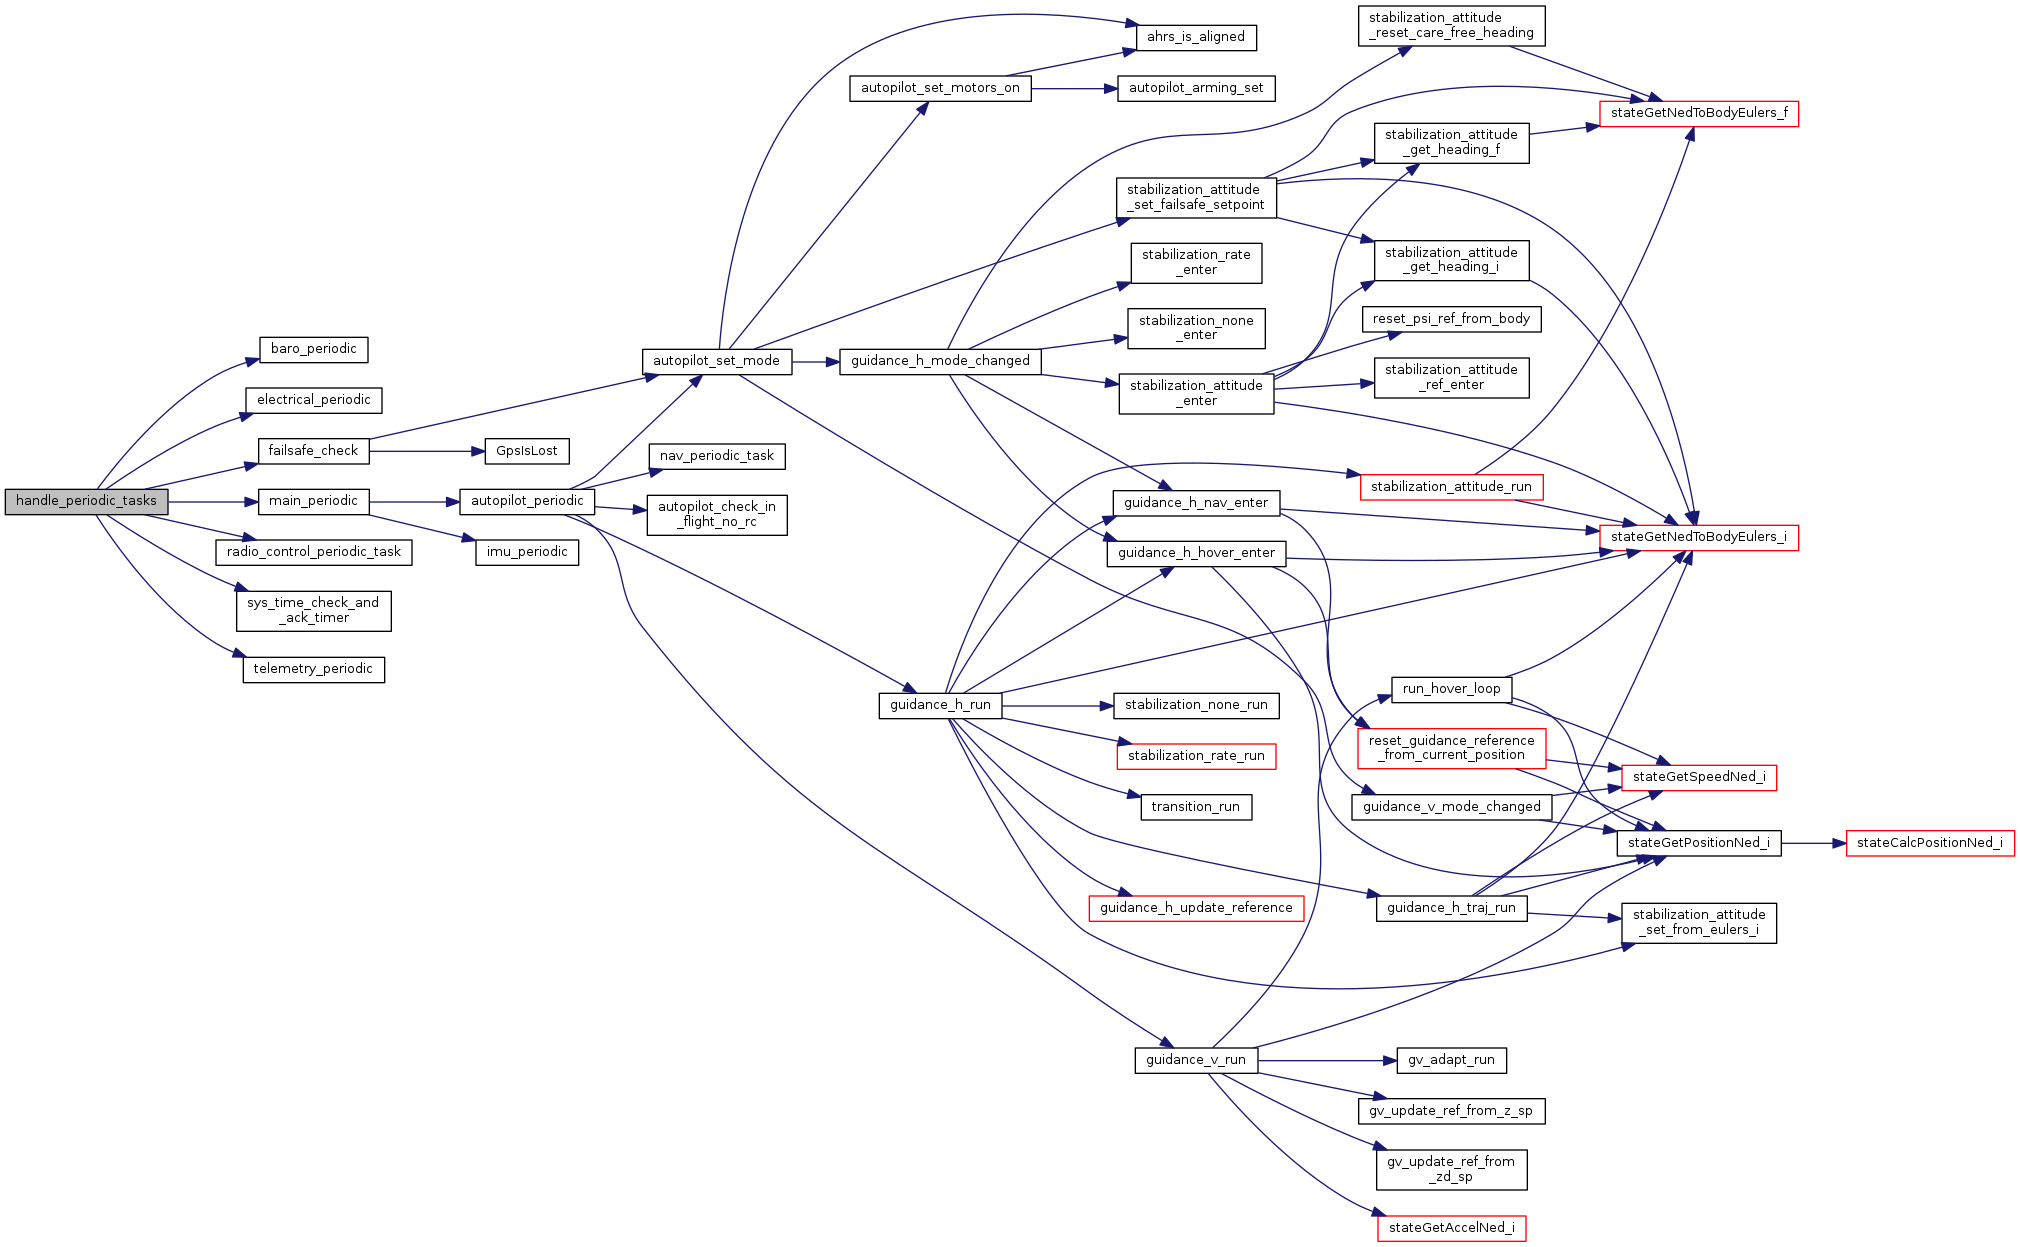 handle_periodic_tasks
baro_periodic
electrical_periodic
failsafe_check
main_periodic
radio_control_periodic_task
sys_time_check_and
_ack_timer
telemetry_periodic
GpsIsLost
autopilot_periodic
imu_periodic
autopilot_set_mode
nav_periodic_task
autopilot_check_in
_flight_no_rc
autopilot_set_motors_on
guidance_h_mode_changed
guidance_h_run
ahrs_is_aligned
autopilot_arming_set
stabilization_attitude
_set_failsafe_setpoint
stabilization_rate
_enter
stabilization_none
_enter
stabilization_attitude
_enter
guidance_h_nav_enter
guidance_h_hover_enter
stabilization_none_run
stabilization_rate_run
transition_run
guidance_h_update_reference
guidance_v_run
stabilization_attitude
_reset_care_free_heading
stabilization_attitude
_get_heading_f
stabilization_attitude
_get_heading_i
reset_psi_ref_from_body
stabilization_attitude
_ref_enter
stabilization_attitude_run
run_hover_loop
reset_guidance_reference
_from_current_position
guidance_v_mode_changed
guidance_h_traj_run
gv_adapt_run
gv_update_ref_from_z_sp
gv_update_ref_from
_zd_sp
stateGetAccelNed_i
stateGetNedToBodyEulers_f
stateGetNedToBodyEulers_i
stateGetSpeedNed_i
stateGetPositionNed_i
stabilization_attitude
_set_from_eulers_i
stateCalcPositionNed_i